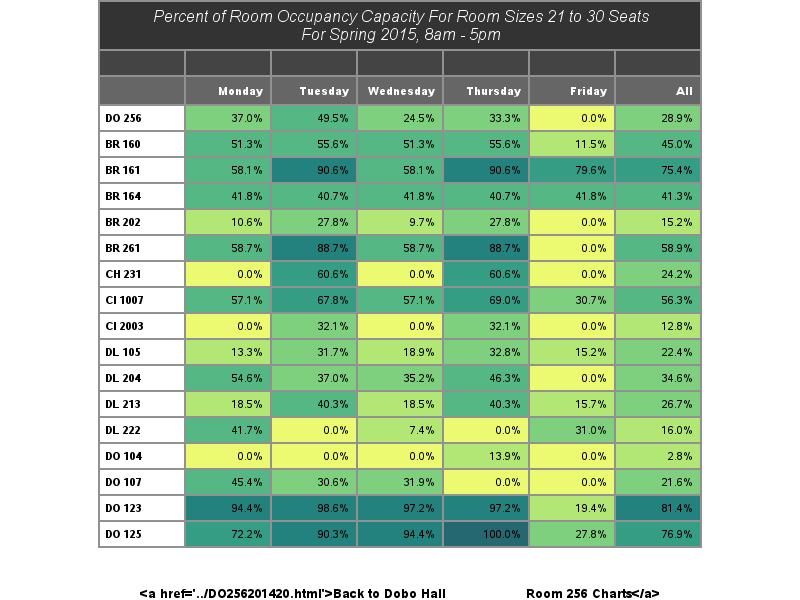 Percent of Room Occupancy Capacity For Room Sizes 21 to 30 Seats
For Spring 2015, 8am - 5pm
Monday Tuesday Wednesday Thursday Friday All
DO 256 37.0% 49.5% 24.5% 33.3% 0.0% 28.9%
BR 160 51.3% 55.6% 51.3% 55.6% 11.5% 45.0%
BR 161 58.1% 90.6% 58.1% 90.6% 79.6% 75.4%
BR 164 41.8% 40.7% 41.8% 40.7% 41.8% 41.3%
BR 202 10.6% 27.8% 9.7% 27.8% 0.0% 15.2%
BR 261 58.7% 88.7% 58.7% 88.7% 0.0% 58.9%
CH 231 0.0% 60.6% 0.0% 60.6% 0.0% 24.2%
CI 1007 57.1% 67.8% 57.1% 69.0% 30.7% 56.3%
CI 2003 0.0% 32.1% 0.0% 32.1% 0.0% 12.8%
DL 105 13.3% 31.7% 18.9% 32.8% 15.2% 22.4%
DL 204 54.6% 37.0% 35.2% 46.3% 0.0% 34.6%
DL 213 18.5% 40.3% 18.5% 40.3% 15.7% 26.7%
DL 222 41.7% 0.0% 7.4% 0.0% 31.0% 16.0%
DO 104 0.0% 0.0% 0.0% 13.9% 0.0% 2.8%
DO 107 45.4% 30.6% 31.9% 0.0% 0.0% 21.6%
DO 123 94.4% 98.6% 97.2% 97.2% 19.4% 81.4%
DO 125 72.2% 90.3% 94.4% 100.0% 27.8% 76.9%
<a href='../DO256201420.html'>Back to Dobo Hall Room 256 Charts</a>